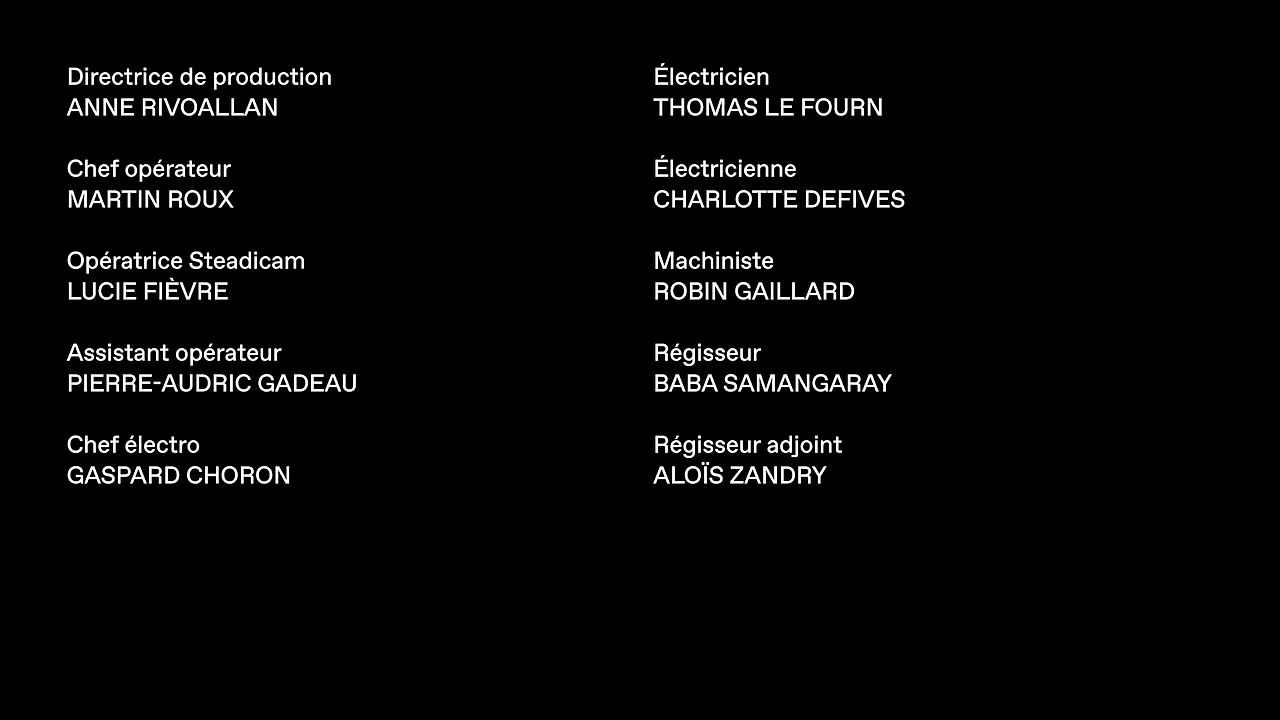 Directrice de production
ANNE RIVOALLAN
Chef opérateur
MARTIN ROUX
Opératrice Steadicam
LUCIE FIÈVRE
Assistant opérateur
PIERRE-AUDRIC GADEAU
Chef électro
GASPARD CHORON
Électricien
THOMAS LE FOURN
Électricienne
CHARLOTTE DEFIVES
Machiniste
ROBIN GAILLARD
Régisseur
BABA SAMANGARAY
Régisseur adjoint
ALOÏS ZANDRY